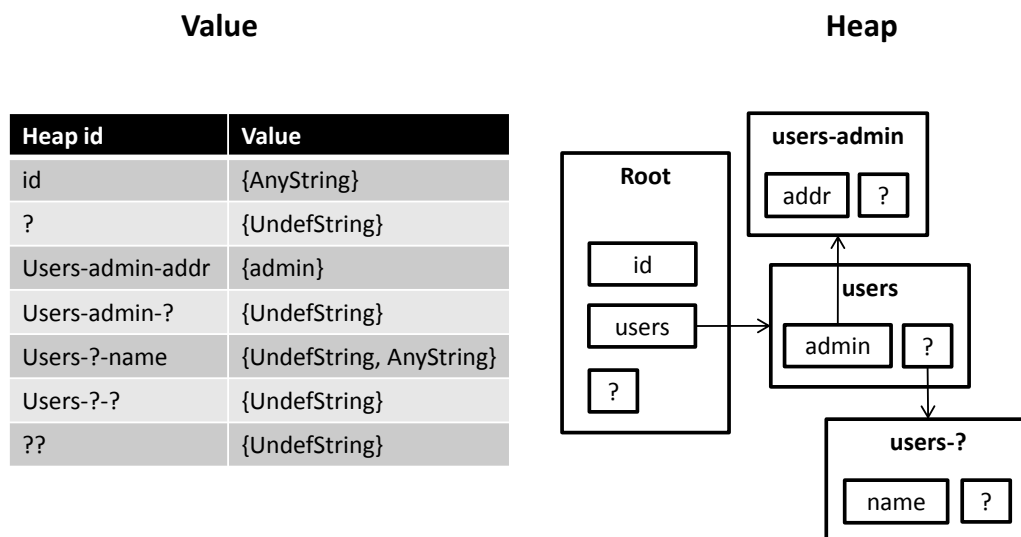 Value
Heap
Heap id Value
id {AnyString}
? {UndefString}
Users-admin-addr {admin}
Users-admin-? {UndefString}
Users-?-name {UndefString, AnyString}
Users-?-? {UndefString}
?? {UndefString}
Root
id
users
?
users-admin
addr ?
users
admin ?
users-?
name ?